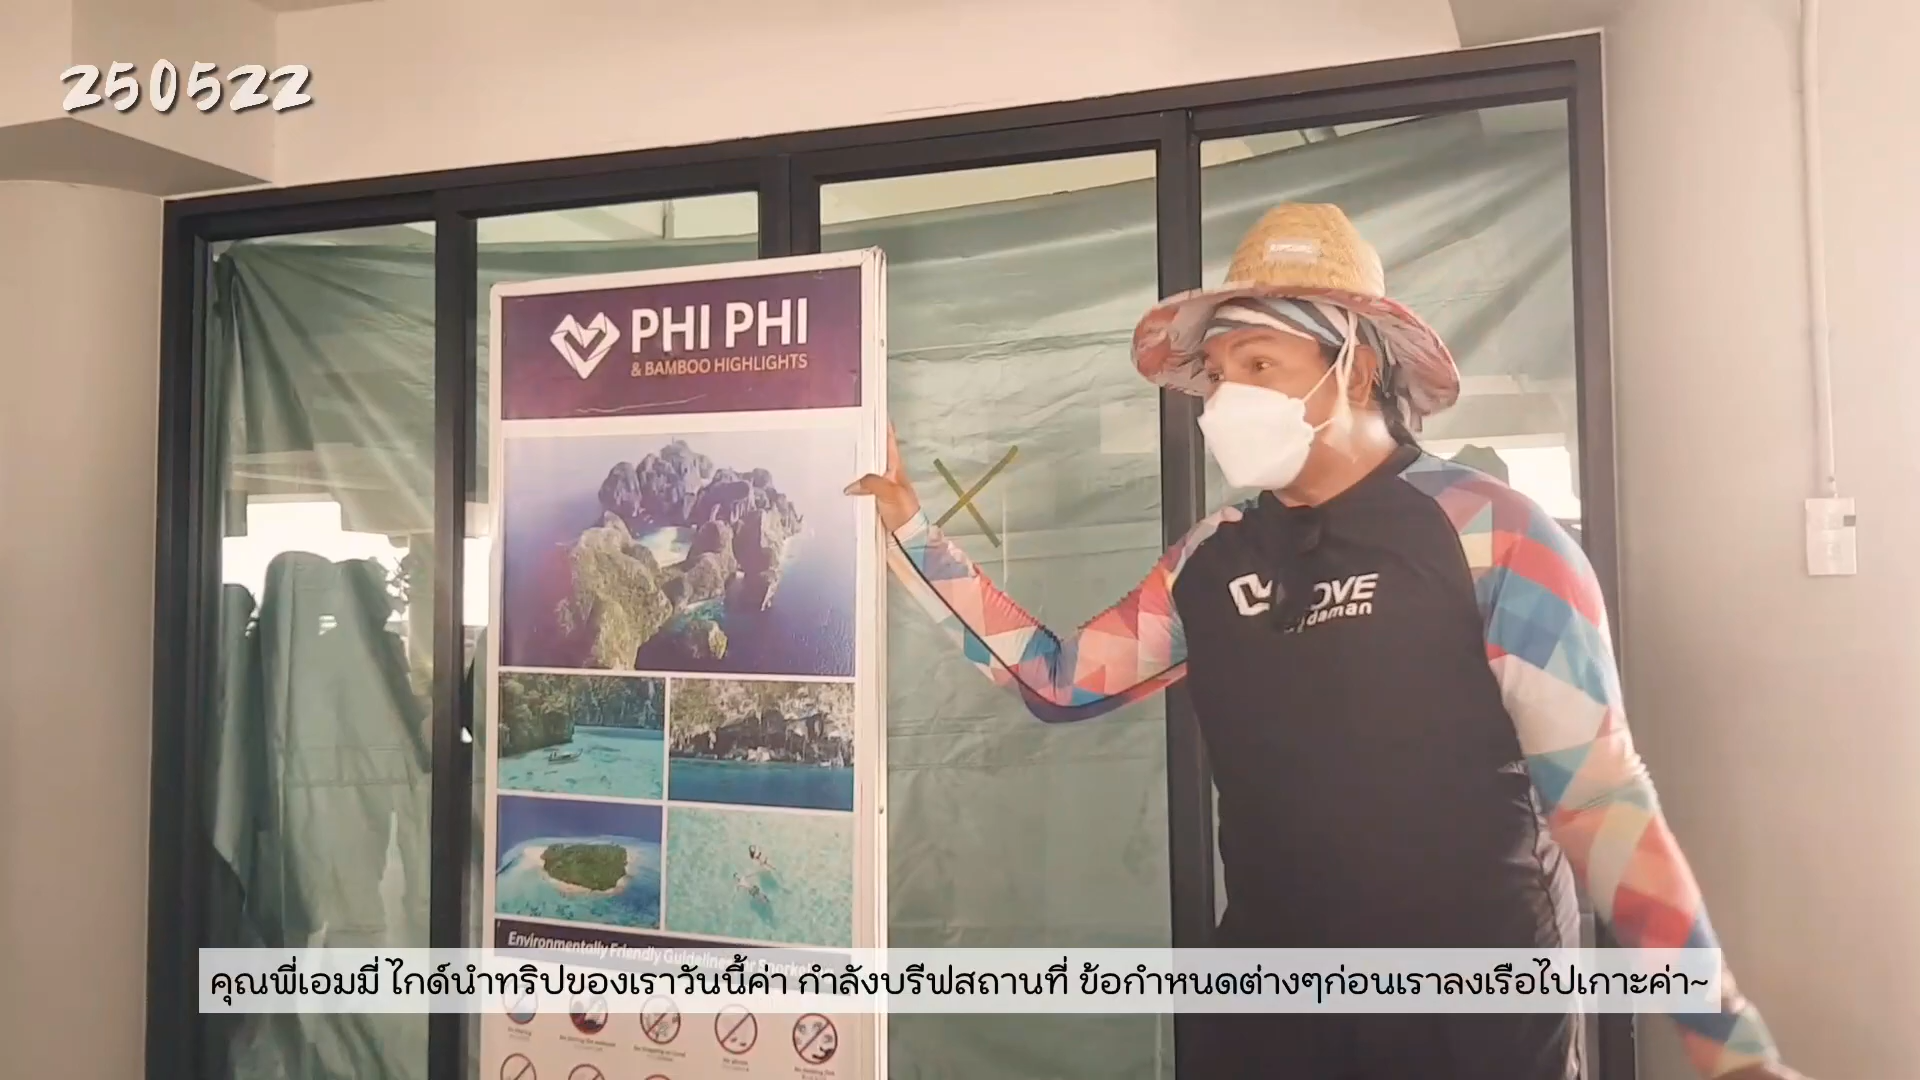 250522
PHI PHI
& BAMBOO HIGHLIGHTS
Environmentally Friendly Guidelines for Snorkeling
คุณพี่เอมมี่ ไกด์นำทริปของเราวันนี้ค่า กำลังบรีฟสถานที่ ข้อกำหนดต่างๆก่อนเราลงเรือไปเกาะค่า~